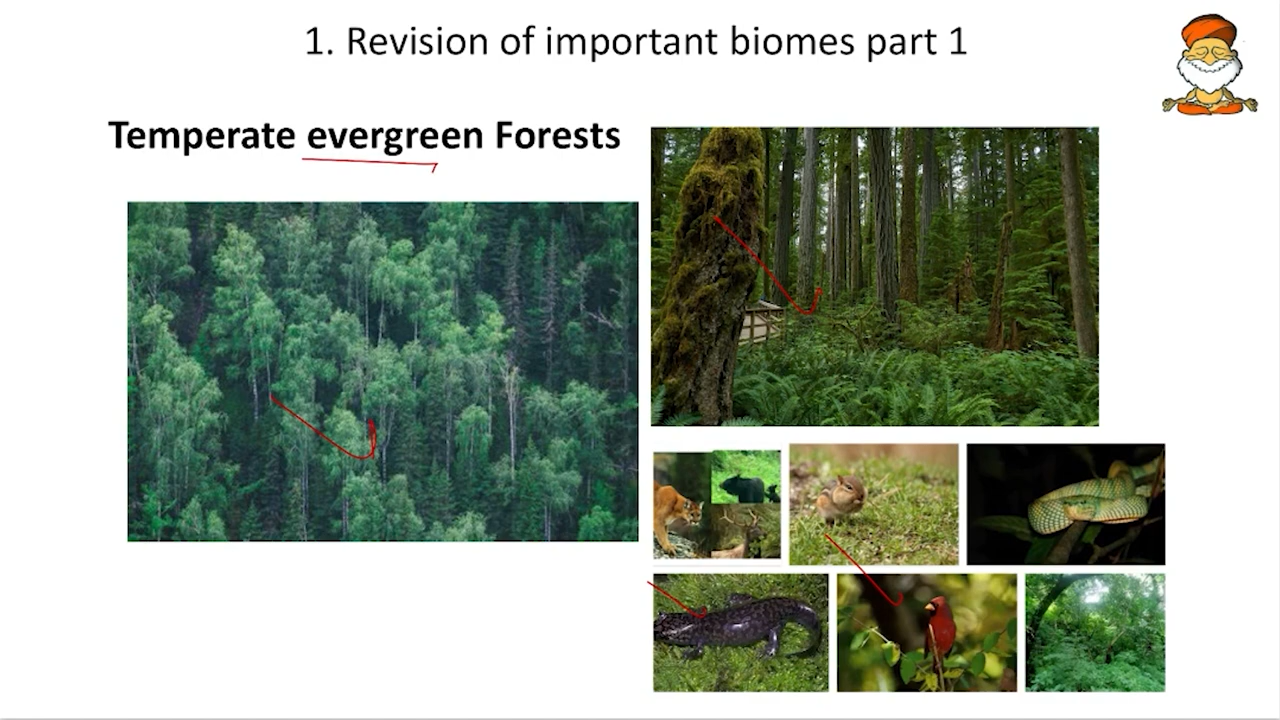 1. Revision of important biomes part 1
Temperate evergreen Forests